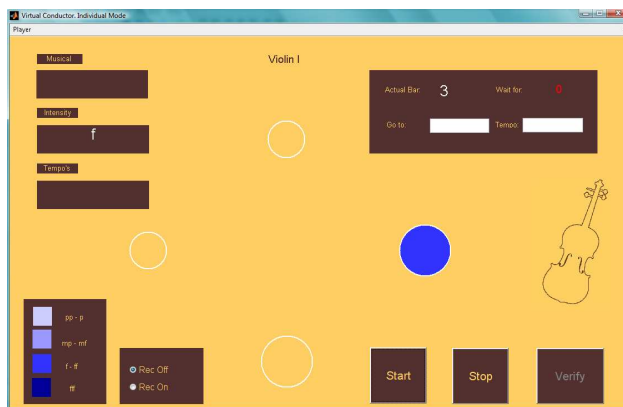 Virtual Conductor. Individual Mode
Player
Musical
Violin I
Actual Bar: 3 Wait for: 0
Intensity
f
Go to: Tempo:
Tempo's
pp - p
mp - mf
f - ff
fff
Rec Off
Rec On
Start Stop Verify